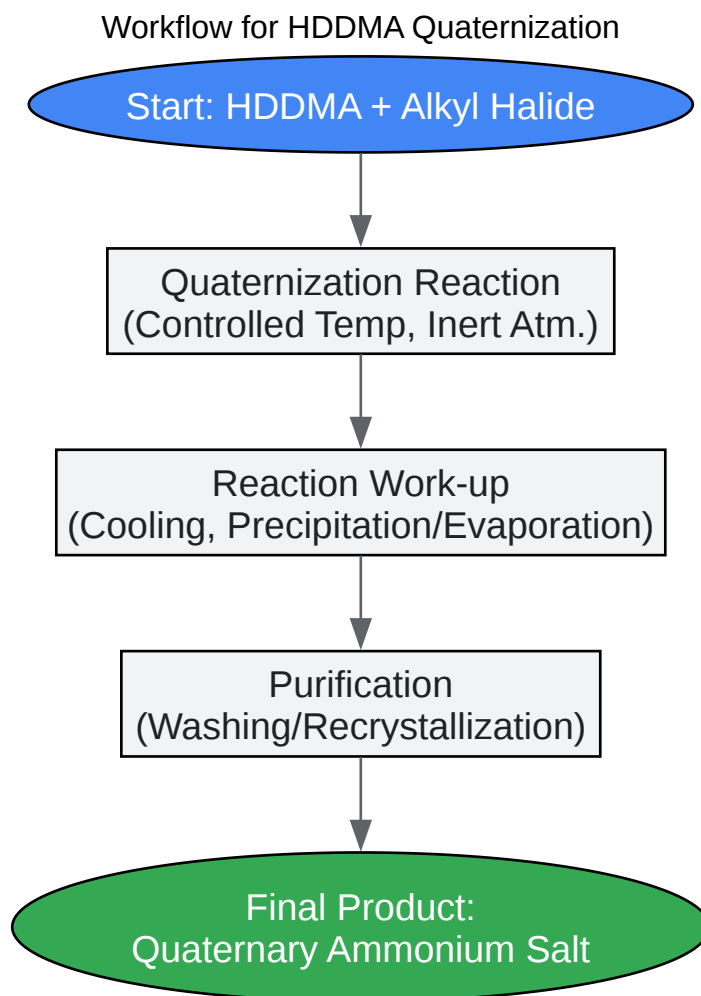 Workflow for HDDMA Quaternization
Start: HDDMA + Alkyl Halide
Quaternization Reaction
(Controlled Temp, Inert Atm.)
Reaction Work-up
(Cooling, Precipitation/Evaporation)
Purification
(Washing/Recrystallization)
Final Product:
Quaternary Ammonium Salt